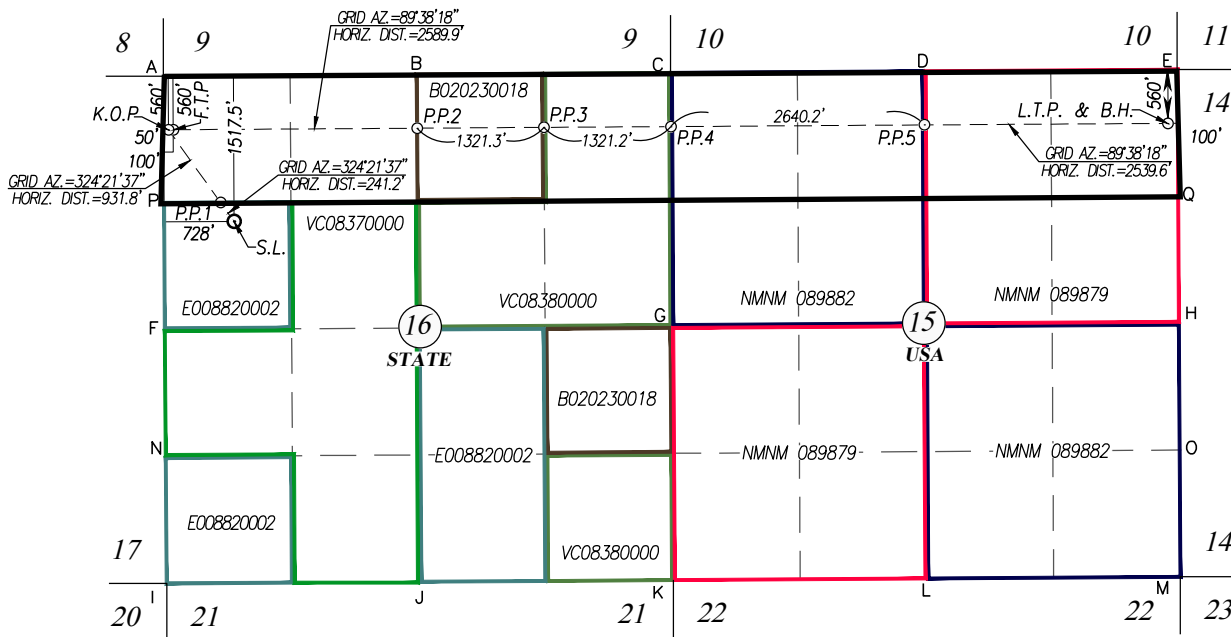 GRID AZ.=89°38'18"
HORIZ. DIST.=2589.9'
8
9
9
10
10
11
A
B
C
D
E
560'
560'
F.T.P
K.O.P.
50'
100'
1517.5'
B020230018
P.P.2
P.P.3
P.P.4
P.P.5
1321.3'
1321.2'
2640.2'
L.T.P. & B.H.
560'
14
100'
GRID AZ.=89°38'18"
HORIZ. DIST.=2539.6'
GRID AZ.=324°21'37"
HORIZ. DIST.=931.8'
GRID AZ.=324°21'37"
HORIZ. DIST.=241.2'
P
Q
P.P.1
728'
S.L.
VC08370000
E008820002
VC08380000
NMNM 089882
NMNM 089879
F
G
H
16
STATE
15
USA
B020230018
N
E008820002
NMNM 089879
NMNM 089882
O
E008820002
VC08380000
17
14
I
J
K
L
M
20
21
21
22
22
23